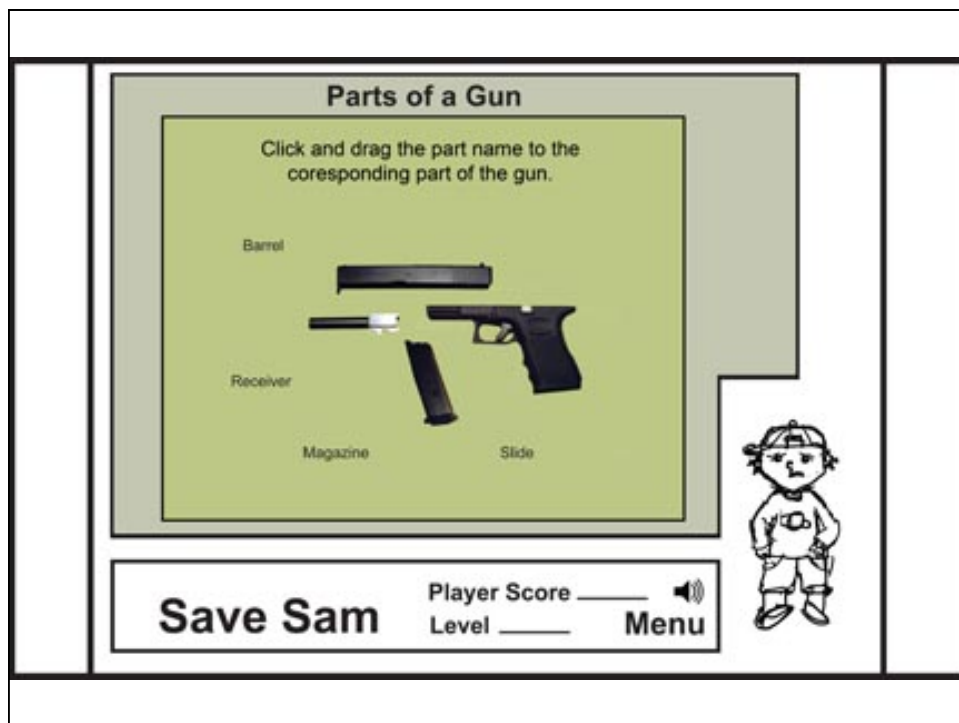 Parts of a Gun
Click and drag the part name to the
coresponding part of the gun.
Barrel
Receiver
Magazine
Slide
Save Sam
Player Score
Level
Menu